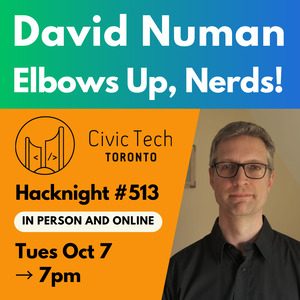 David Numan
Elbows Up, Nerds!
Civic Tech
TORONTO
</>
Hacknight #513
IN PERSON AND ONLINE
Tues Oct 7
→ 7pm